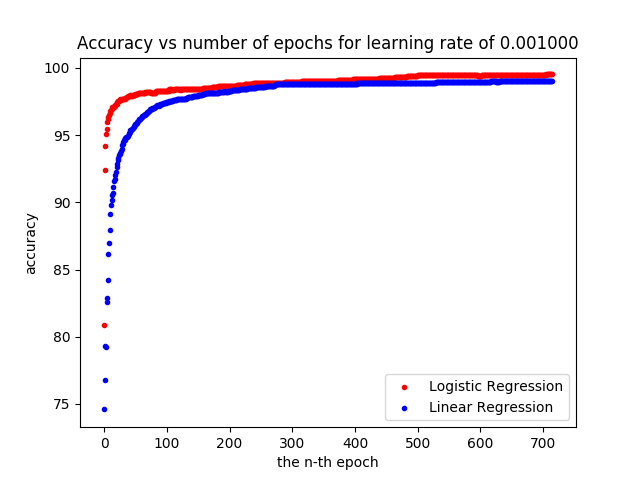 Accuracy vs number of epochs for learning rate of 0.001000
100
95
90
85
80
75
accuracy
0 100 200 300 400 500 600 700
the n-th epoch
Logistic Regression
Linear Regression